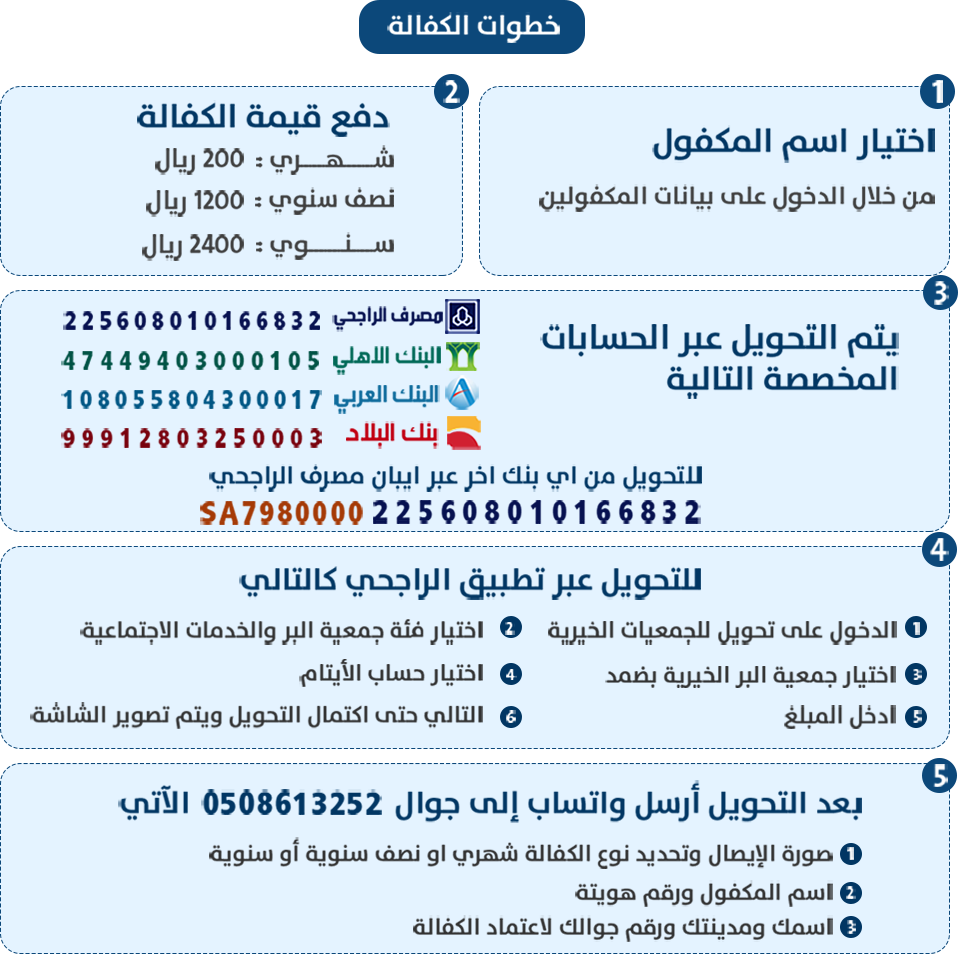 خطوات الكفالة
1
اختيار اسم المكفول
من خلال الدخول على بيانات المكفولين
2
دفع قيمة الكفالة
شـــهـــري : 200 ريال
نصف سنوي : 1200 ريال
ســنـــوي : 2400 ريال
3
يتم التحويل عبر الحسابات
المخصصة التالية
مصرف الراجحي 225608010166832
البنك الاهلي 47449403000105
البنك العربي 108055804300017
بنك البلاد 99912803250003
للتحويل من اي بنك اخر عبر ايبان مصرف الراجحي
SA7980000 225608010166832
4
للتحويل عبر تطبيق الراجحي كالتالي
1 الدخول على تحويل للجمعيات الخيرية
2 اختيار فئة جمعية البر والخدمات الاجتماعية
3 اختيار جمعية البر الخيرية بضمد
4 اختيار حساب الأيتام
5 ادخل المبلغ
6 التالي حتى اكتمال التحويل ويتم تصوير الشاشة
5
بعد التحويل أرسل واتساب إلى جوال 0508613252 الآتي
1 صورة الإيصال وتحديد نوع الكفالة شهري او نصف سنوية أو سنوية
2 اسم المكفول ورقم هويتة
3 اسمك ومدينتك ورقم جوالك لاعتماد الكفالة